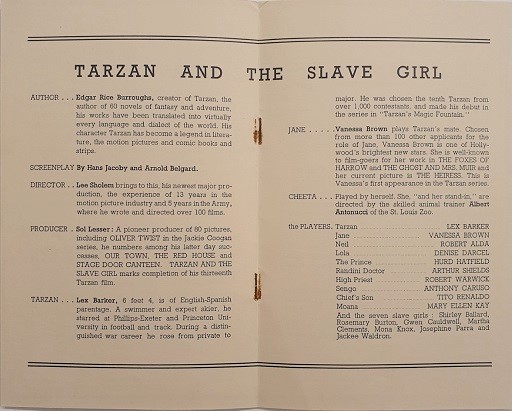 TARZAN AND THE SLAVE GIRL
AUTHOR . . . Edgar Rice Burroughs, creator of Tarzan, the
author of 60 novels of fantasy and adventure,
his works have been translated into virtually
every language and dialect of the world. His
character Tarzan has become a legend in litera-
ture, the motion pictures and comic books and
strips.
SCREENPLAY By Hans Jacoby and Arnold Belgard.
DIRECTOR . . Lee Sholem brings to this, his newest major pro-
duction, the experience of 13 years in the
motion picture industry and 5 years in the Army,
where he wrote and directed over 100 films.
PRODUCER . Sol Lesser: A pioneer producer of 80 pictures,
including OLIVER TWIST in the Jackie Coogan
series, he numbers among his latter day suc-
cesses, OUR TOWN, THE RED HOUSE and
STAGE DOOR CANTEEN. TARZAN AND THE
SLAVE GIRL marks completion of his thirteenth
Tarzan film.
TARZAN . . . Lex Barker, 6 foot 4, is of English-Spanish
parentage. A swimmer and expert skier, he
starred at Phillips-Exeter and Princeton Uni-
versity in football and track. During a distin-
guished war career he rose from private to
major. He was chosen the tenth Tarzan from
over 1,000 contestants, and made his debut in
the series in "Tarzan's Magic Fountain."
JANE . . . . . Vanessa Brown plays Tarzan's mate. Chosen
from more than 100 other applicants for the
role of Jane, Vanessa Brown is one of Holly-
wood's brightest new stars. She is well-known
to film-goers for her work in THE FOXES OF
HARROW and THE GHOST AND MRS. MUIR and
her current picture is THE HEIRESS. This is
Vanessa's first appearance in the Tarzan series.
CHEETA . . . Played by herself. She, "and her stand-in," are
directed by the skilled animal trainer Albert
Antonucci of the St. Louis Zoo.
the PLAYERS. Tarzan LEX BARKER
Jane VANESSA BROWN
Neil ROBERT ALDA
Lola DENISE DARCEL
The Prince HURD HATFIELD
Randini Doctor ARTHUR SHIELDS
High Priest ROBERT WARWICK
Sengo ANTHONY CARUSO
Chief's Son TITO RENALDO
Moana MARY ELLEN KAY
And the seven slave girls : Shirley Ballard,
Rosemary Burton, Gwen Cauldwell, Martha
Clements, Mona Knox, Josephine Parra and
Jackee Waldron.